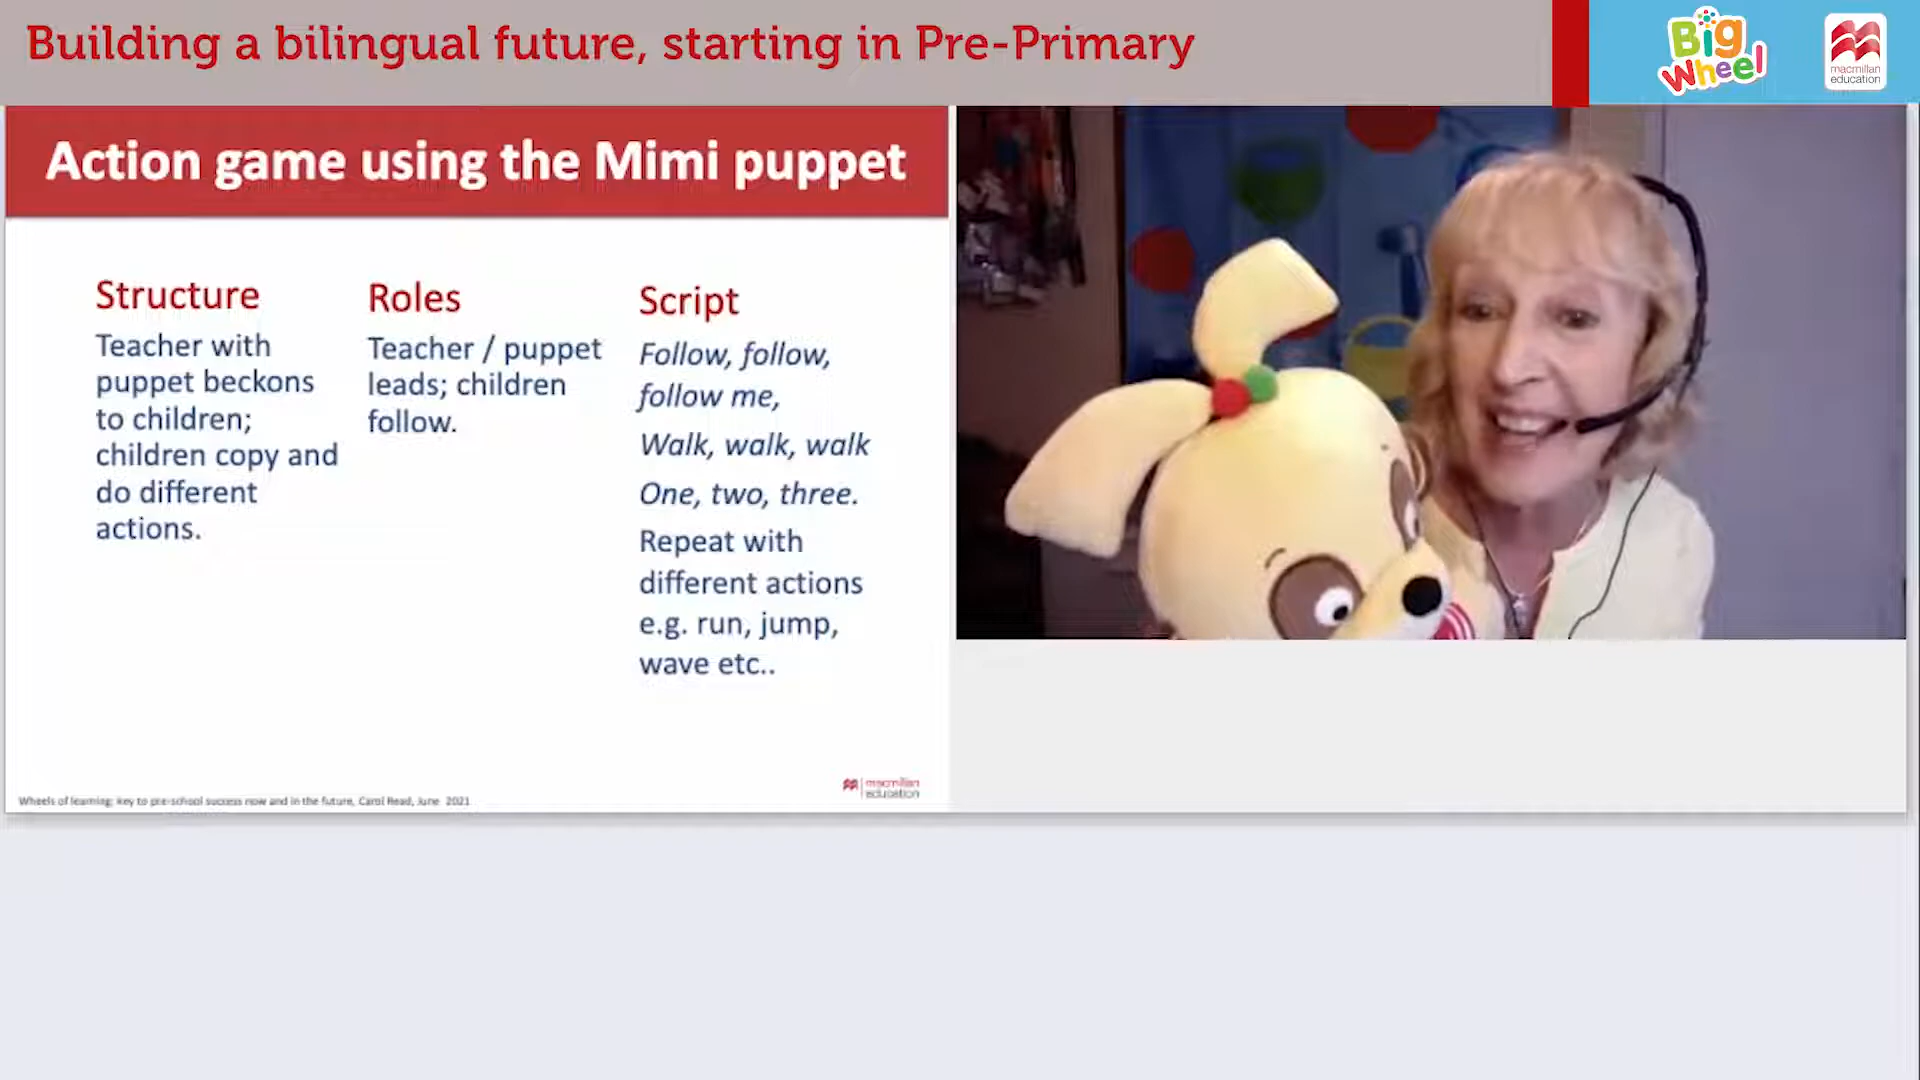 Building a bilingual future, starting in Pre-Primary
Big
Wheel
macmillan
education
Action game using the Mimi puppet
Structure
Teacher with
puppet beckons
to children;
children copy and
do different
actions.
Roles
Teacher / puppet
leads; children
follow.
Script
Follow, follow,
follow me,
Walk, walk, walk
One, two, three.
Repeat with
different actions
e.g. run, jump,
wave etc..
macmillan
education
Wheels of learning: key to pre-school success now and in the future, Carol Read, June 2021